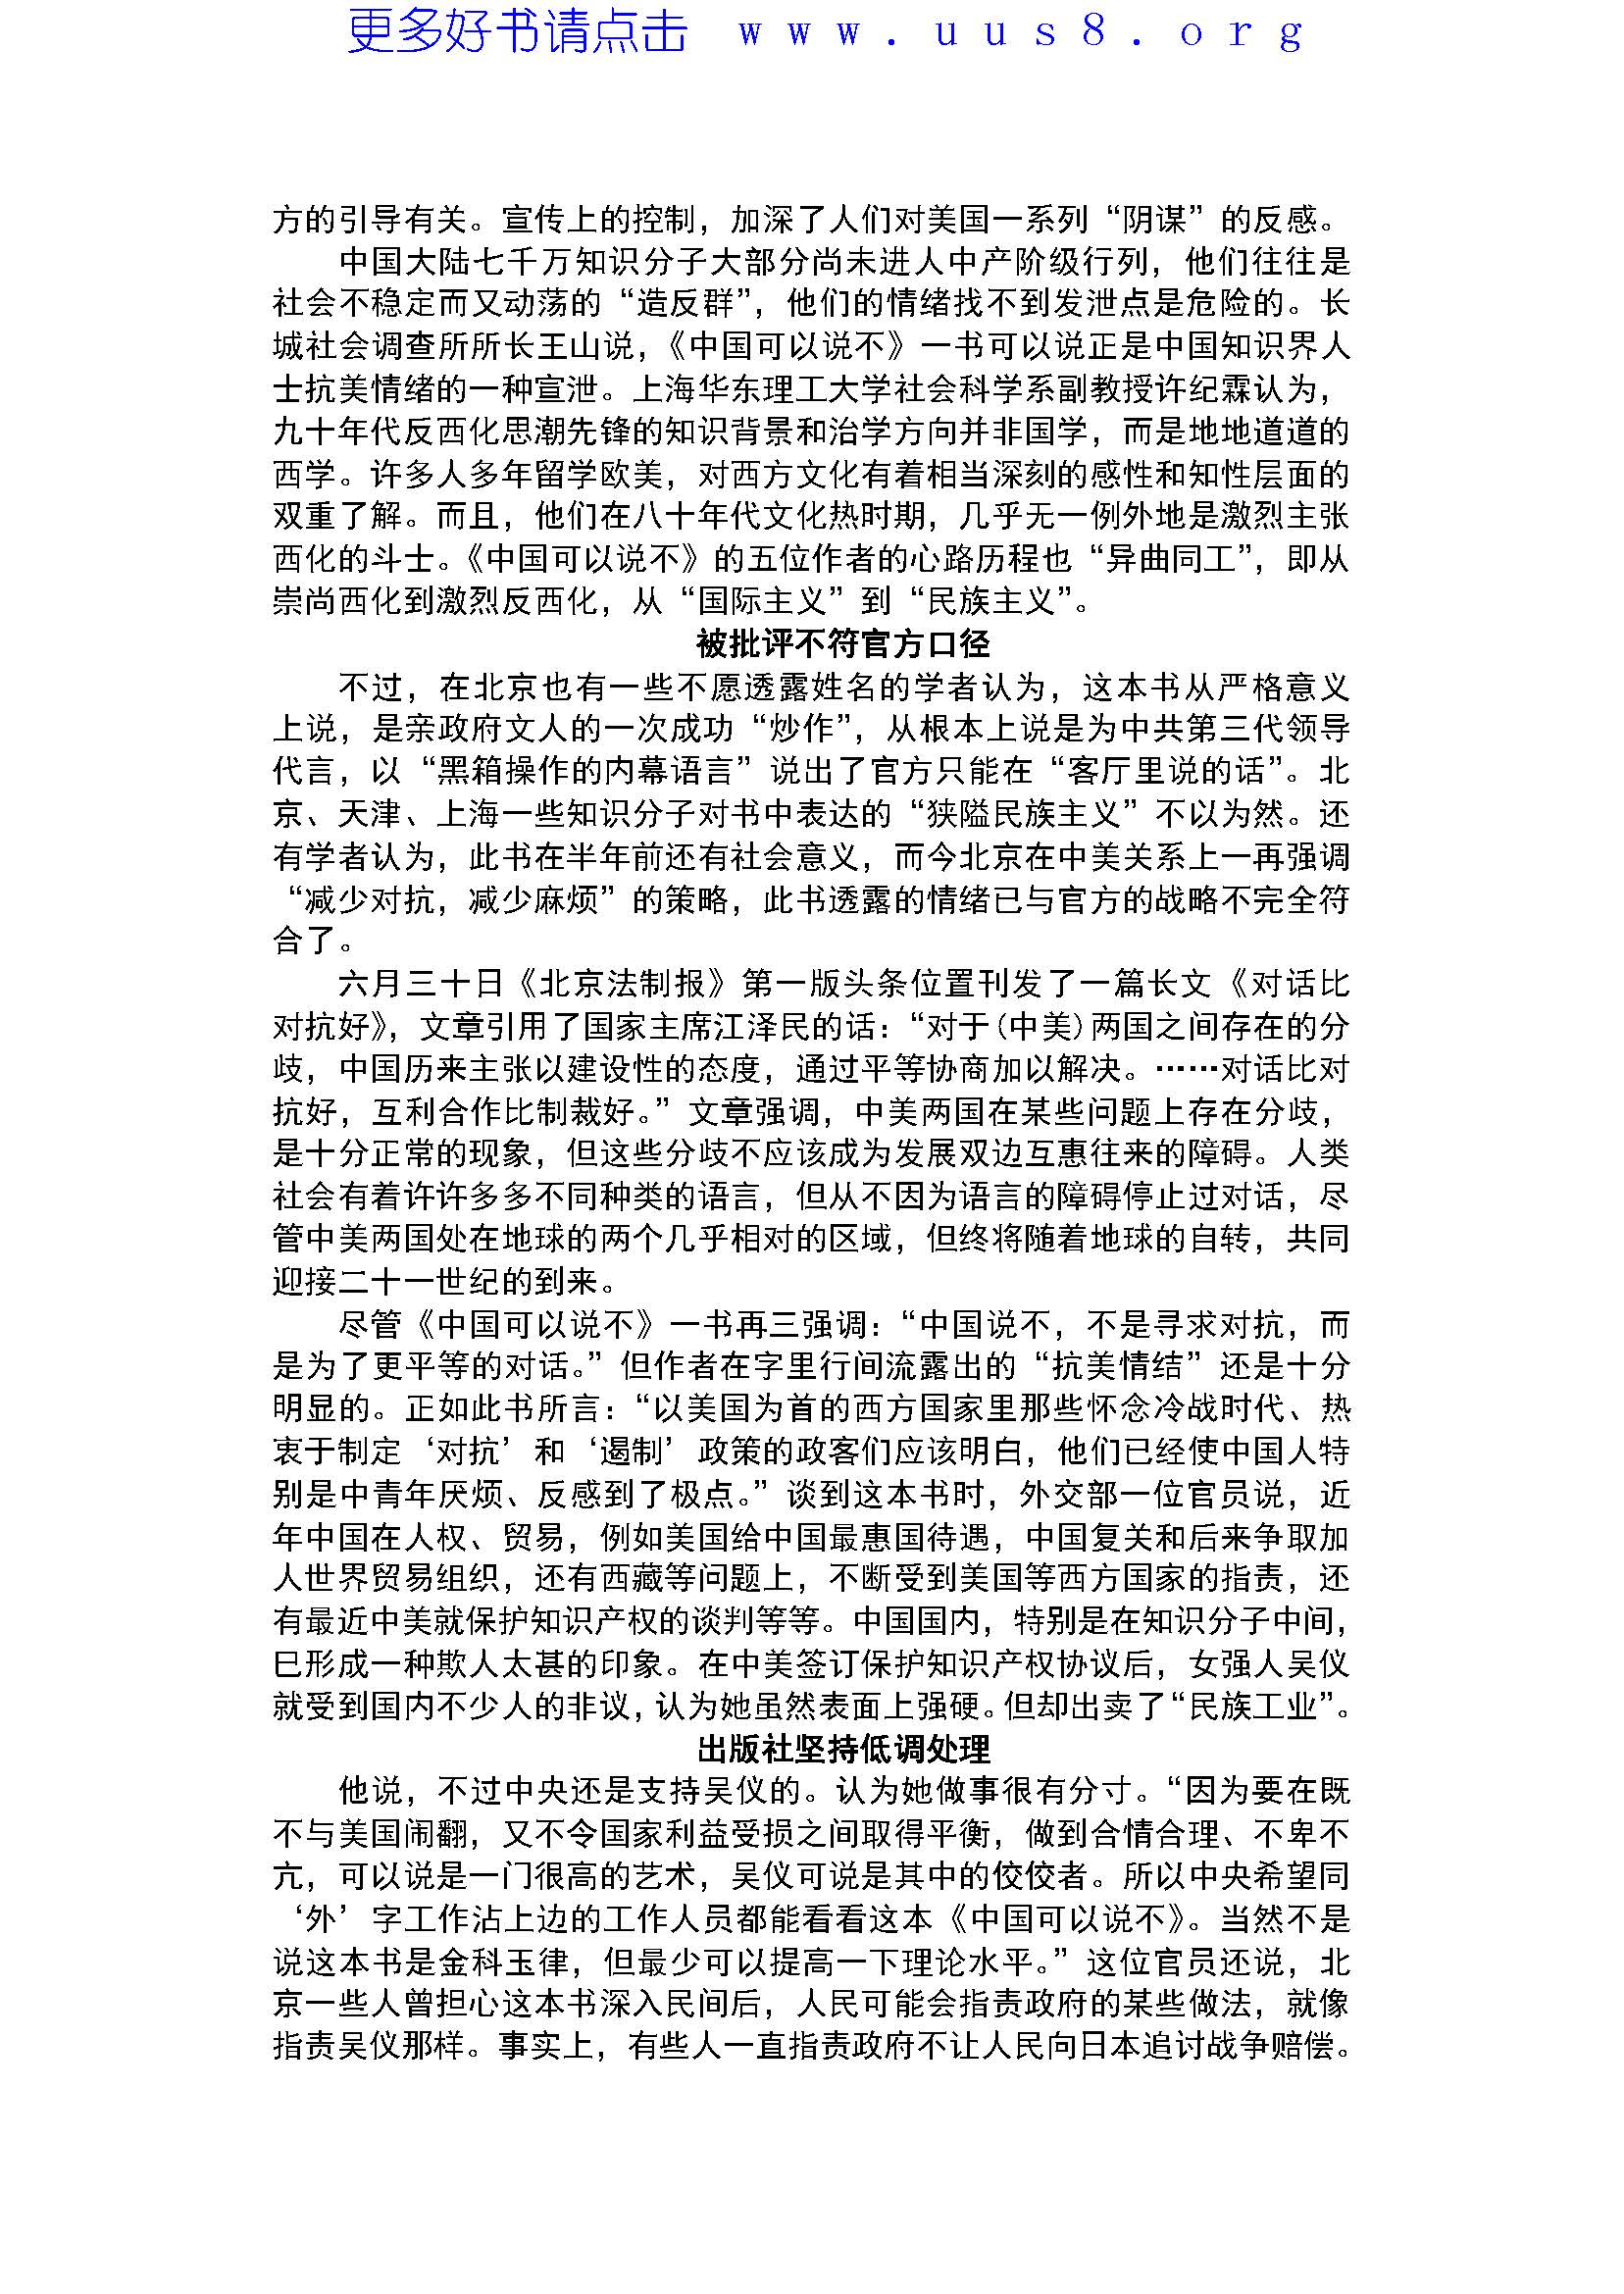 更多好书请点击 www.uus8.org
方的引导有关。宣传上的控制，加深了人们对美国一系列“阴谋”的反感。
中国大陆七千万知识分子大部分尚未进人中产阶级行列，他们往往是
社会不稳定而又动荡的“造反群”，他们的情绪找不到发泄点是危险的。长
城社会调查所所长王山说，《中国可以说不》一书可以说正是中国知识界人
士抗美情绪的一种宣泄。上海华东理工大学社会科学系副教授许纪霖认为，
九十年代反西化思潮先锋的知识背景和治学方向并非国学，而是地地道道的
西学。许多人多年留学欧美，对西方文化有着相当深刻的感性和知性层面的
双重了解。而且，他们在八十年代文化热时期，几乎无一例外地是激烈主张
西化的斗士。《中国可以说不》的五位作者的心路历程也“异曲同工”，即从
崇尚西化到激烈反西化，从“国际主义”到“民族主义”。
被批评不符官方口径
不过，在北京也有一些不愿透露姓名的学者认为，这本书从严格意义
上说，是亲政府文人的一次成功“炒作”，从根本上说是为中共第三代领导
代言，以“黑箱操作的内幕语言”说出了官方只能在“客厅里说的话”。北
京、天津、上海一些知识分子对书中表达的“狭隘民族主义”不以为然。还
有学者认为，此书在半年前还有社会意义，而今北京在中美关系上一再强调
“减少对抗，减少麻烦”的策略，此书透露的情绪已与官方的战略不完全符
合了。
六月三十日《北京法制报》第一版头条位置刊发了一篇长文《对话比
对抗好》，文章引用了国家主席江泽民的话：“对于(中美)两国之间存在的分
歧，中国历来主张以建设性的态度，通过平等协商加以解决。……对话比对
抗好，互利合作比制裁好。”文章强调，中美两国在某些问题上存在分歧，
是十分正常的现象，但这些分歧不应该成为发展双边互惠往来的障碍。人类
社会有着许许多多不同种类的语言，但从不因为语言的障碍停止过对话，尽
管中美两国处在地球的两个几乎相对的区域，但终将随着地球的自转，共同
迎接二十一世纪的到来。
尽管《中国可以说不》一书再三强调：“中国说不，不是寻求对抗，而
是为了更平等的对话。”但作者在字里行间流露出的“抗美情结”还是十分
明显的。正如此书所言：“以美国为首的西方国家里那些怀念冷战时代、热
衷于制定‘对抗’和‘遏制’政策的政客们应该明白，他们已经使中国人特
别是中青年厌烦、反感到了极点。”谈到这本书时，外交部一位官员说，近
年中国在人权、贸易，例如美国给中国最惠国待遇，中国复关和后来争取加
人世界贸易组织，还有西藏等问题上，不断受到美国等西方国家的指责，还
有最近中美就保护知识产权的谈判等等。中国国内，特别是在知识分子中间，
巳形成一种欺人太甚的印象。在中美签订保护知识产权协议后，女强人吴仪
就受到国内不少人的非议，认为她虽然表面上强硬。但却出卖了“民族工业”。
出版社坚持低调处理
他说，不过中央还是支持吴仪的。认为她做事很有分寸。“因为要在既
不与美国闹翻，又不令国家利益受损之间取得平衡，做到合情合理、不卑不
亢，可以说是一门很高的艺术，吴仪可说是其中的佼佼者。所以中央希望同
‘外’字工作沾上边的工作人员都能看看这本《中国可以说不》。当然不是
说这本书是金科玉律，但最少可以提高一下理论水平。”这位官员还说，北
京一些人曾担心这本书深入民间后，人民可能会指责政府的某些做法，就像
指责吴仪那样。事实上，有些人一直指责政府不让人民向日本追讨战争赔偿。